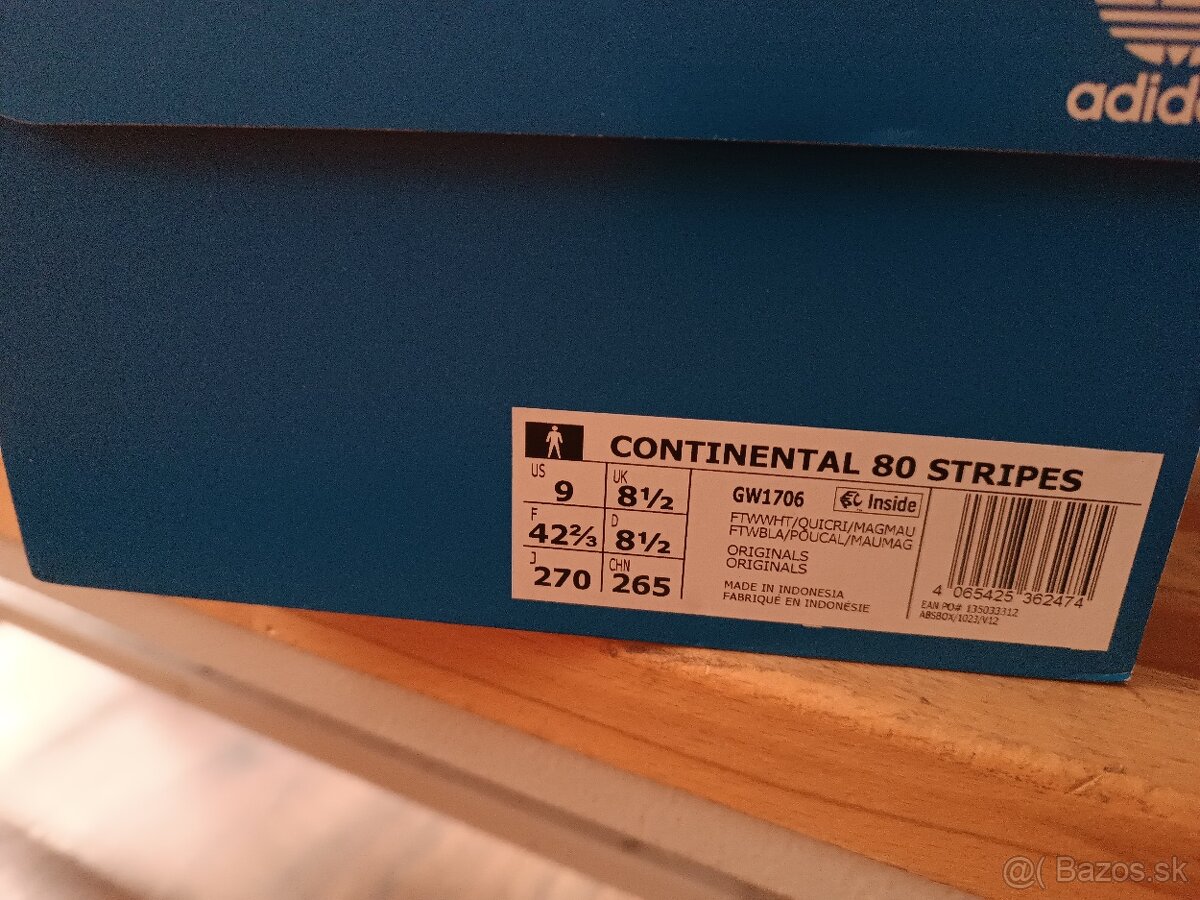 adida
CONTINENTAL 80 STRIPES
US 9 UK 8½
F 42⅔ D 8½
J 270 CHN 265
GW1706 Inside
FTWWHT/QUICRI/MAGMAU
FTWBLA/POUCAL/MAUMAG
ORIGINALS
ORIGINALS
MADE IN INDONESIA
FABRIQUÉ EN INDONÉSIE
4 065425 362474
EAN PO# 135033312
ABSBOX/1023/V12
@( Bazos.sk